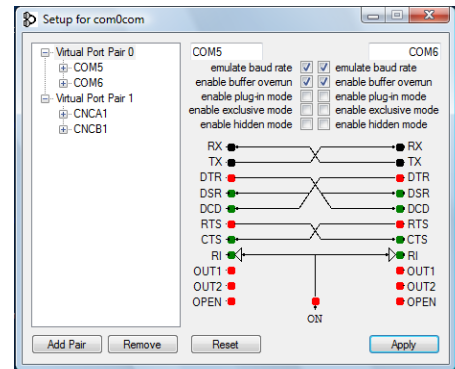 Setup for com0com
Virtual Port Pair 0
COM5
COM6
Virtual Port Pair 1
CNCA1
CNCB1
COM5 COM6
emulate baud rate emulate baud rate
enable buffer overrun enable buffer overrun
enable plug-in mode enable plug-in mode
enable exclusive mode enable exclusive mode
enable hidden mode enable hidden mode
RX RX
TX TX
DTR DTR
DSR DSR
DCD DCD
RTS RTS
CTS CTS
RI RI
OUT1 OUT1
OUT2 OUT2
OPEN OPEN
ON
Add Pair Remove Reset Apply